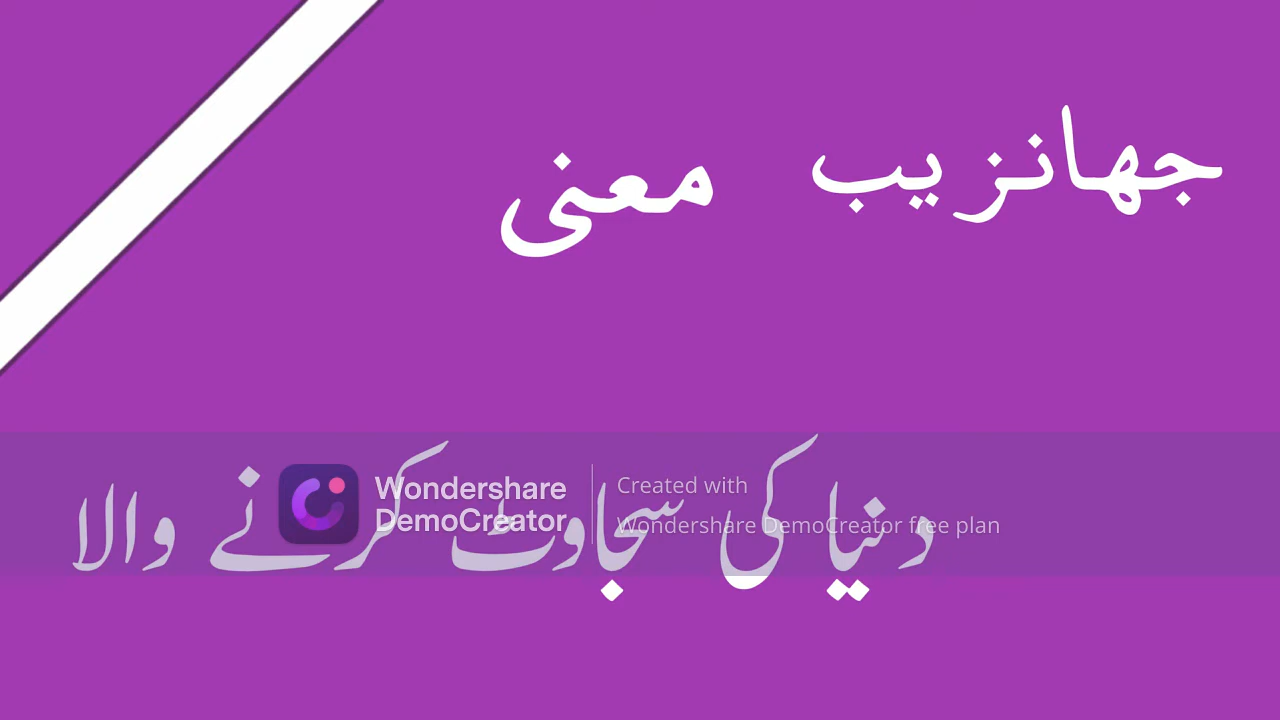 جهانزیب معنی
دنیا کی سجاوٹ کرنے والا
Wondershare
DemoCreator
Created with
Wondershare DemoCreator free plan